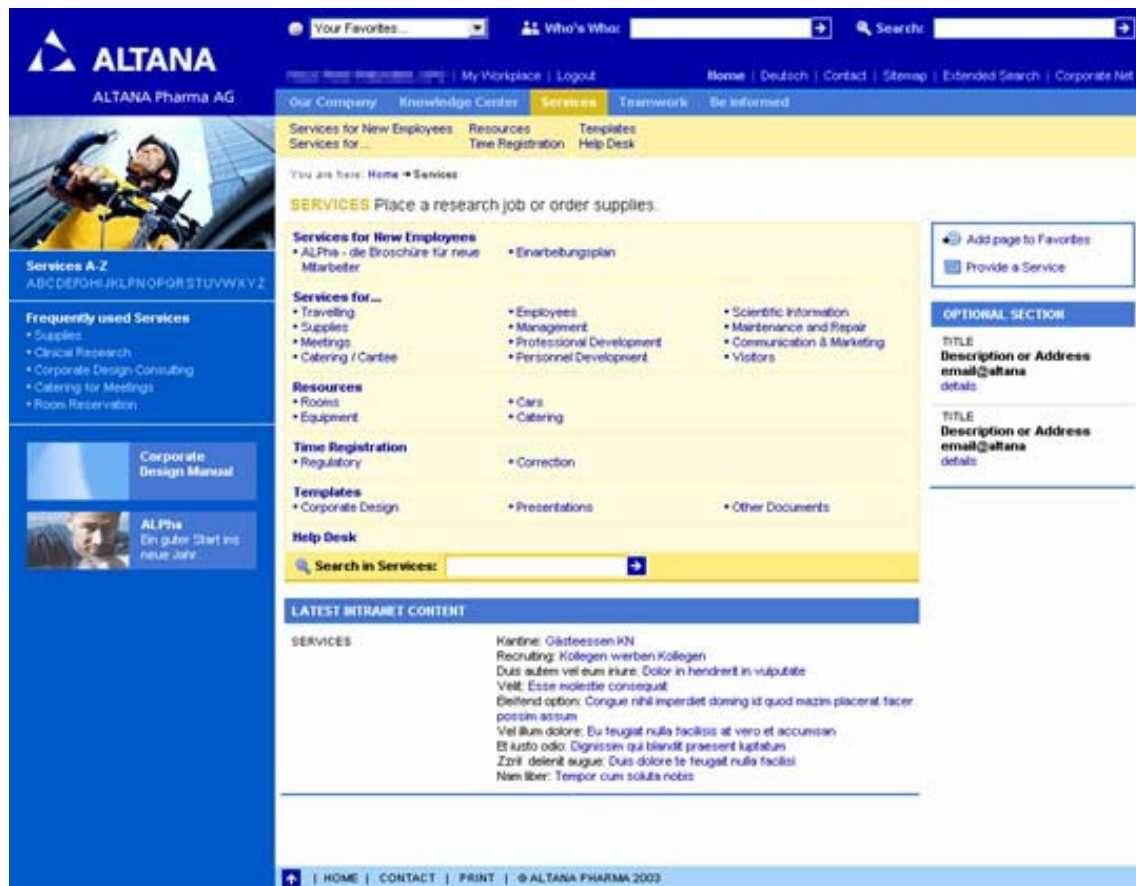 ALTANA
ALTANA Pharma AG
Your Favorites...
Who's Who:
Search:
| My Workplace | Logout
Home | Deutsch | Contact | Sitemap | Extended Search | Corporate Net
Our Company Knowledge Center Services Teamwork Be informed
Services for New Employees Resources Templates
Services for... Time Registration Help Desk
You are here: Home → Services
SERVICES Place a research job or order supplies.
Services A-Z
A B C D E F G H I J K L P N O P Q R S T U V W X Y Z
Frequently used Services
• Supplies
• Clinical Research
• Corporate Design Consulting
• Catering for Meetings
• Room Reservation
Corporate
Design Manual
ALPha
Ein guter Start ins
neue Jahr...
Services for New Employees
• ALPha - die Broschüre für neue • Einarbeitungsplan
Mitarbeiter
Services for...
• Travelling • Employees • Scientific Information
• Supplies • Management • Maintenance and Repair
• Meetings • Professional Development • Communication & Marketing
• Catering / Cantee • Personnel Development • Visitors
Resources
• Rooms • Cars
• Equipment • Catering
Time Registration
• Regulatory • Correction
Templates
• Corporate Design • Presentations • Other Documents
Help Desk
Search in Services:
Add page to Favorites
Provide a Service
OPTIONAL SECTION
TITLE
Description or Address
email@altana
details
TITLE
Description or Address
email@altana
details
LATEST INTRANET CONTENT
SERVICES
Kantine: Gästeessen KN
Recruiting: Kollegen werben Kollegen
Duis autem vel eum iriure: Dolor in hendrerit in vulputate
Velit: Esse molestie consequat
Eleifend option: Congue nihil imperdiet doming id quod mazim placerat facer
possim assum
Vel illum dolore: Eu feugiat nulla facilisis at vero et accumsan
Et iusto odio: Dignissim qui blandit praesent luptatum
Zzril delenit augue: Duis dolore te feugait nulla facilisi
Nam liber: Tempor cum soluta nobis
| HOME | CONTACT | PRINT | © ALTANA PHARMA 2003